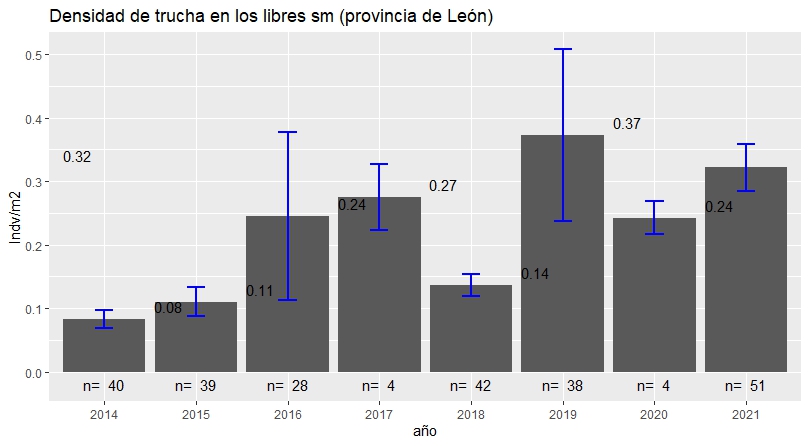 Densidad de trucha en los libres sm (provincia de León)
Indv/m2
0.5
0.4
0.3
0.2
0.1
0.0
0.32
0.08
0.11
0.24
0.27
0.14
0.37
0.24
n= 40
n= 39
n= 28
n= 4
n= 42
n= 38
n= 4
n= 51
2014
2015
2016
2017
2018
2019
2020
2021
año